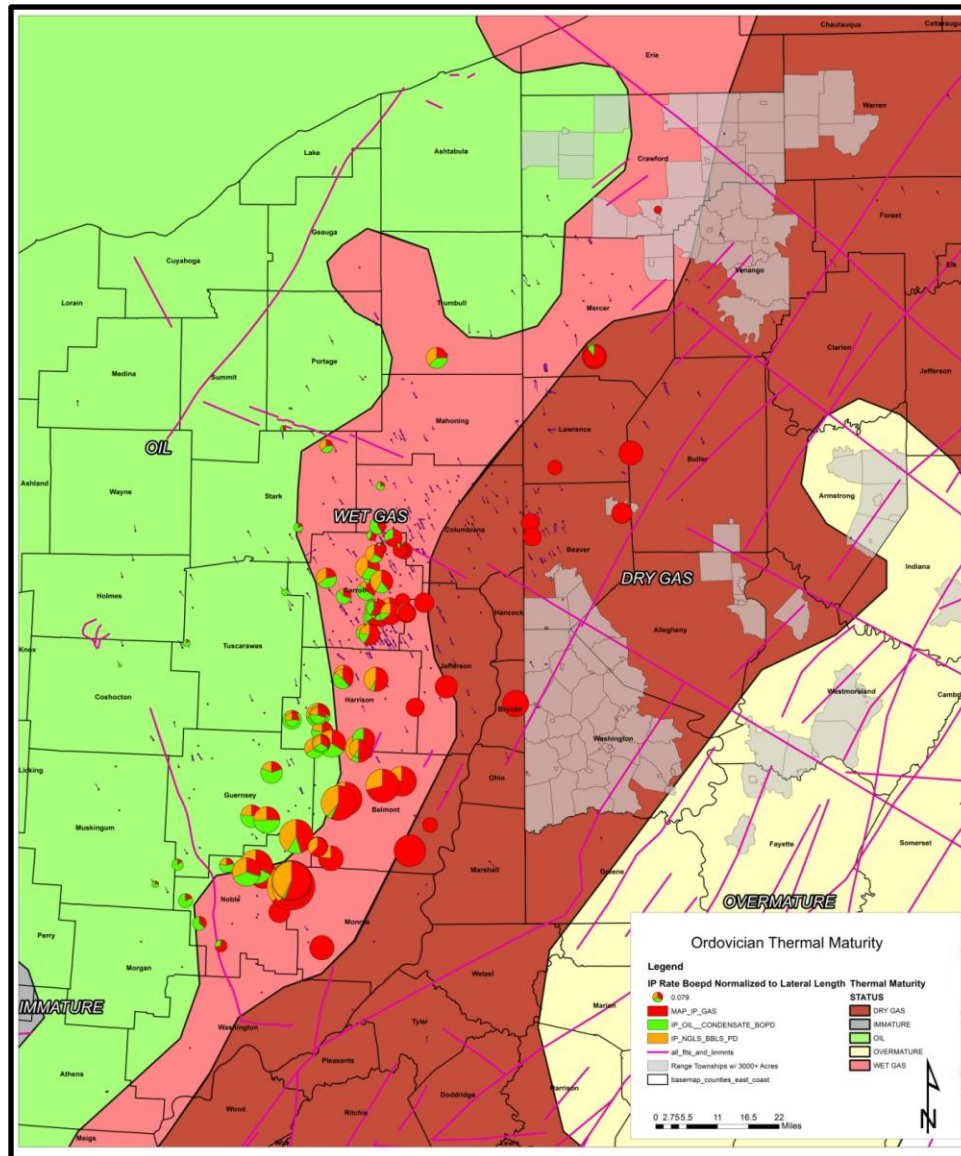 Chautauqua
Cattaraugu
Erie
Warren
Lake
Ashtabula
Crawford
Forest
Geauga
Cuyahoga
Venango
Elk
Lorain
Trumbull
Mercer
Clarion
Portage
Medina
Summit
Jefferson
Mahoning
Lawrence
OIL
Butler
Ashland
Wayne
Stark
Armstrong
WET GAS
Columbiana
Beaver
Indiana
DRY GAS
Holmes
Carroll
Hancock
Allegheny
Knox
Tuscarawas
Jefferson
Coshocton
Harrison
Westmoreland
Camb
Brooke
Washington
Licking
Ohio
Guernsey
Belmont
Muskingum
Fayette
Somerset
Marshall
Greene
OVERMATURE
Noble
Monroe
Perry
Morgan
Wetzel
IMMATURE
Marion
Washington
Tyler
Pleasants
Athens
Wood
Ritchie
Doddridge
Harrison
Meigs
Lewis
Ordovician Thermal Maturity
Legend
IP Rate Boepd Normalized to Lateral Length
0.079
MAP_IP_GAS
IP_OIL__CONDENSATE_BOPD
IP_NGLS_BBLS_PD
all_flts_and_linmnts
Range Townships w/ 3000+ Acres
basemap_counties_east_coast
Thermal Maturity
STATUS
DRY GAS
IMMATURE
OIL
OVERMATURE
WET GAS
0 2.75 5.5 11 16.5 22
Miles
N